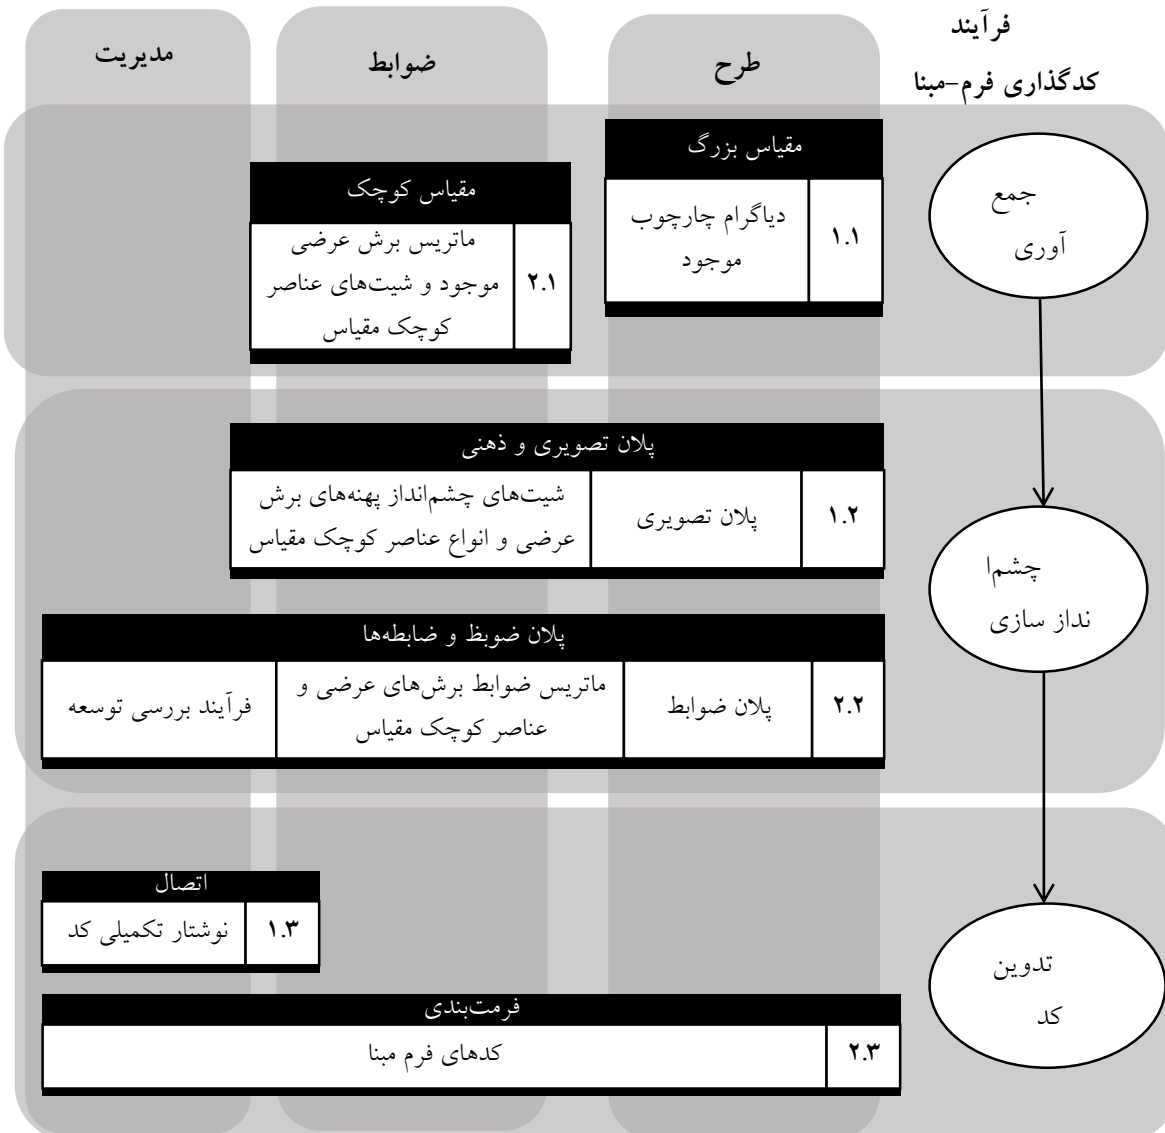 فرآیند
کدگذاری فرم-مبنا
طرح
ضوابط
مدیریت
جمع
آوری
مقیاس بزرگ
۱.۱
دیاگرام چارچوب
موجود
مقیاس کوچک
۲.۱
ماتریس برش عرضی
موجود و شیت‌های عناصر
کوچک مقیاس
چشم‌ا
نداز سازی
پلان تصویری و ذهنی
۱.۲
پلان تصویری
شیت‌های چشم‌انداز پهنه‌های برش
عرضی و انواع عناصر کوچک مقیاس
پلان ضوبظ و ضابطه‌ها
۲.۲
پلان ضوابط
ماتریس ضوابط برش‌های عرضی و
عناصر کوچک مقیاس
فرآیند بررسی توسعه
تدوین
کد
اتصال
۱.۳
نوشتار تکمیلی کد
فرمت‌بندی
۲.۳
کدهای فرم مبنا